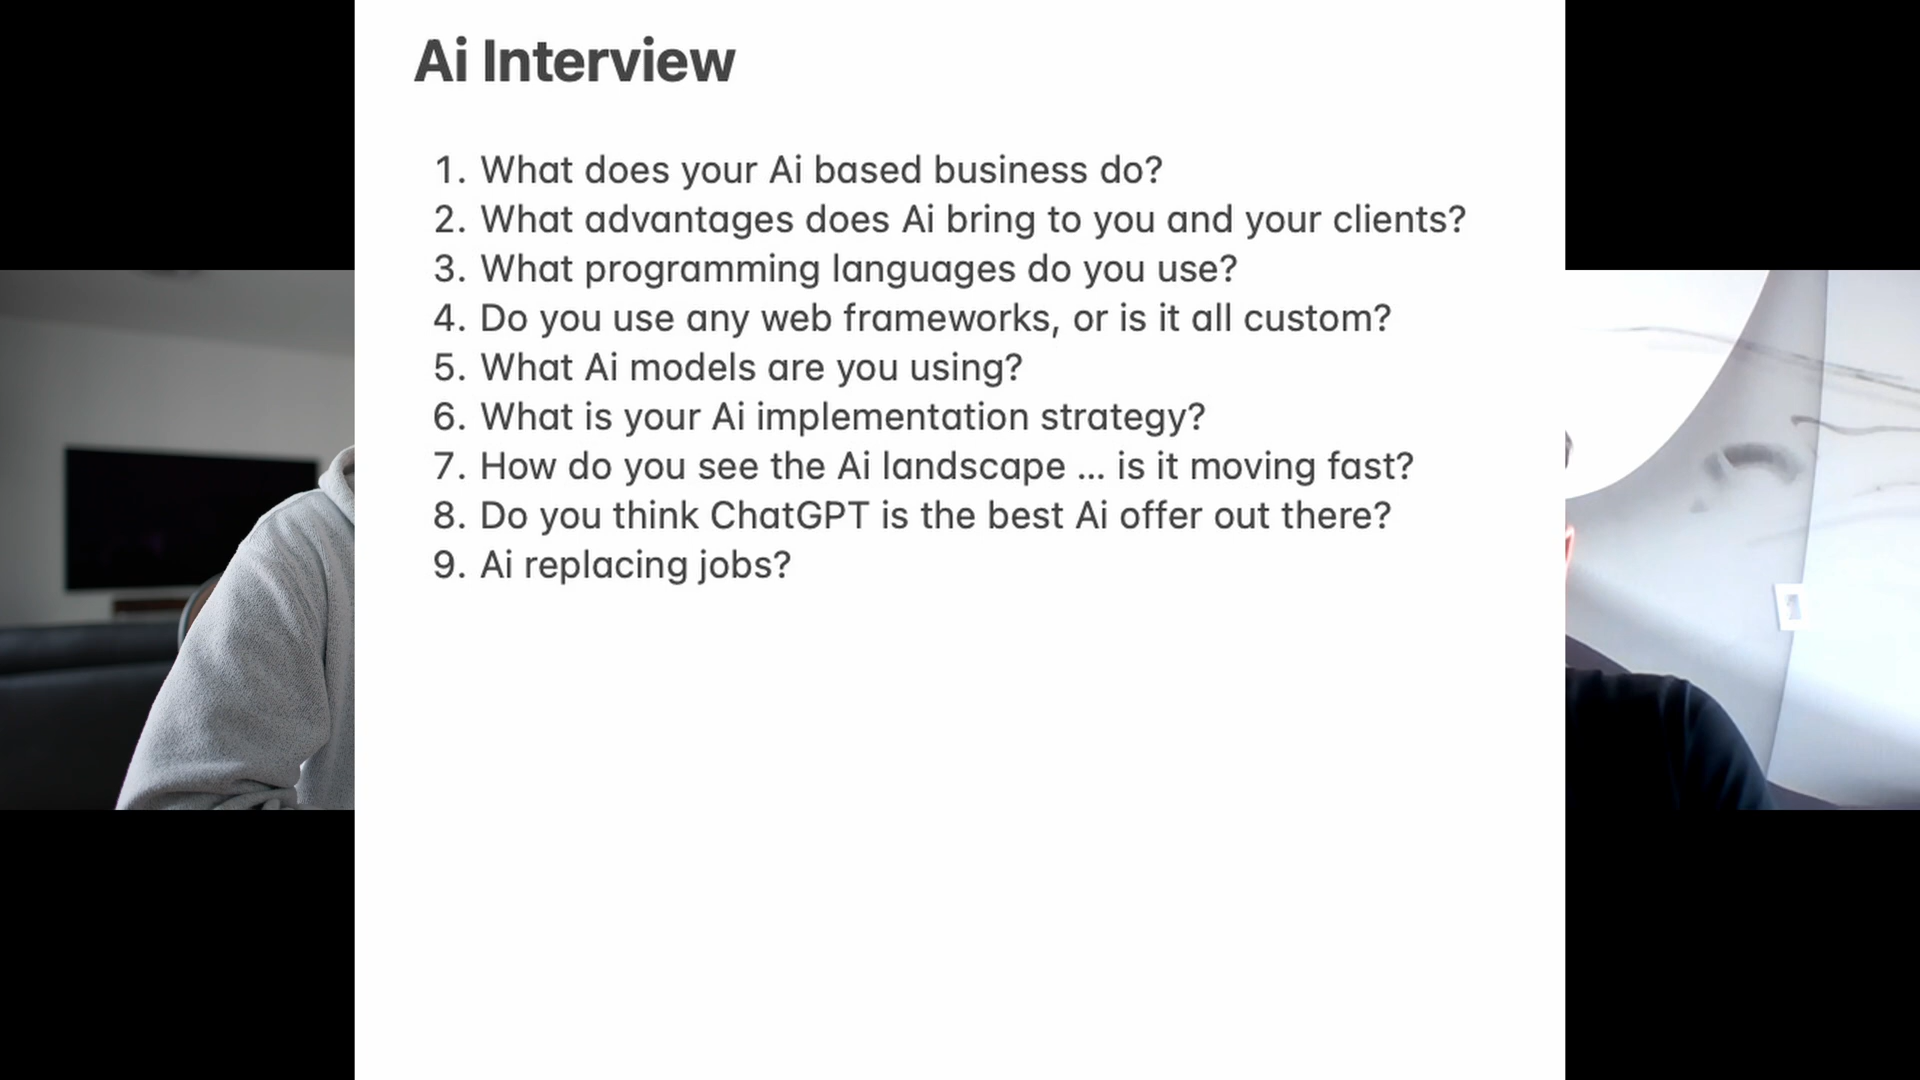 Ai Interview
1. What does your Ai based business do?
2. What advantages does Ai bring to you and your clients?
3. What programming languages do you use?
4. Do you use any web frameworks, or is it all custom?
5. What Ai models are you using?
6. What is your Ai implementation strategy?
7. How do you see the Ai landscape ... is it moving fast?
8. Do you think ChatGPT is the best Ai offer out there?
9. Ai replacing jobs?